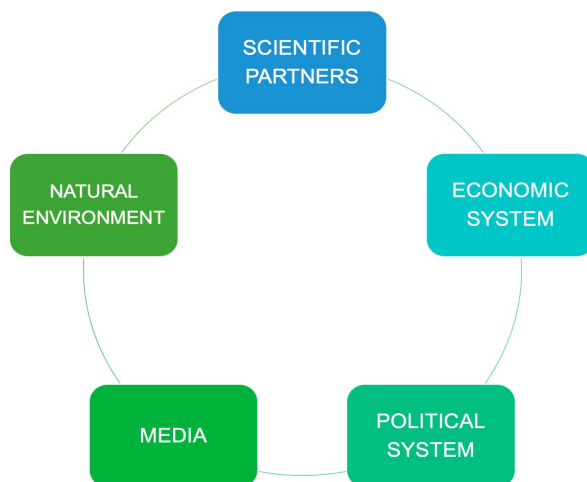 SCIENTIFIC
PARTNERS
ECONOMIC
SYSTEM
POLITICAL
SYSTEM
MEDIA
NATURAL
ENVIRONMENT